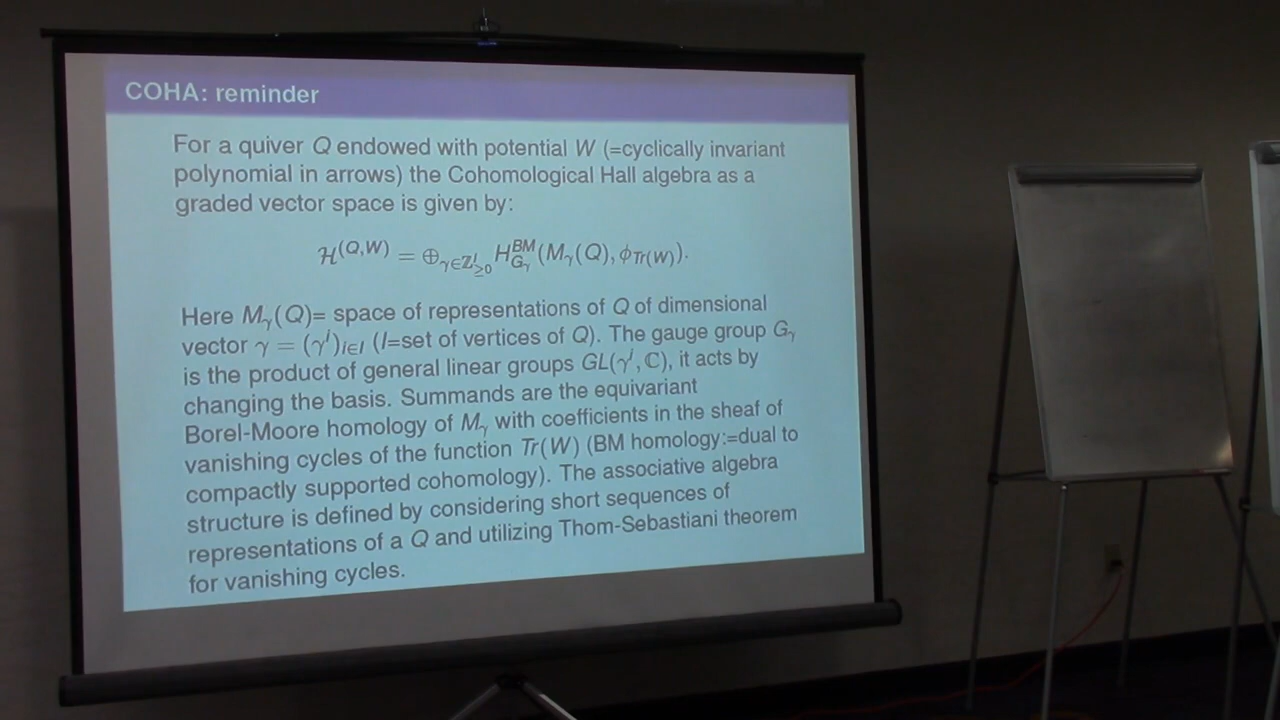 COHA: reminder
For a quiver Q endowed with potential W (=cyclically invariant
polynomial in arrows) the Cohomological Hall algebra as a
graded vector space is given by:
ℋ^(Q,W) = ⊕_{γ∈ℤ^I_{≥0}} H^{BM}_{G_γ}(M_γ(Q), ϕ_{Tr(W)}).
Here M_γ(Q)= space of representations of Q of dimensional
vector γ = (γ^i)_{i∈I} (I=set of vertices of Q). The gauge group G_γ
is the product of general linear groups GL(γ^i, ℂ), it acts by
changing the basis. Summands are the equivariant
Borel-Moore homology of M_γ with coefficients in the sheaf of
vanishing cycles of the function Tr(W) (BM homology:=dual to
compactly supported cohomology). The associative algebra
structure is defined by considering short sequences of
representations of a Q and utilizing Thom-Sebastiani theorem
for vanishing cycles.